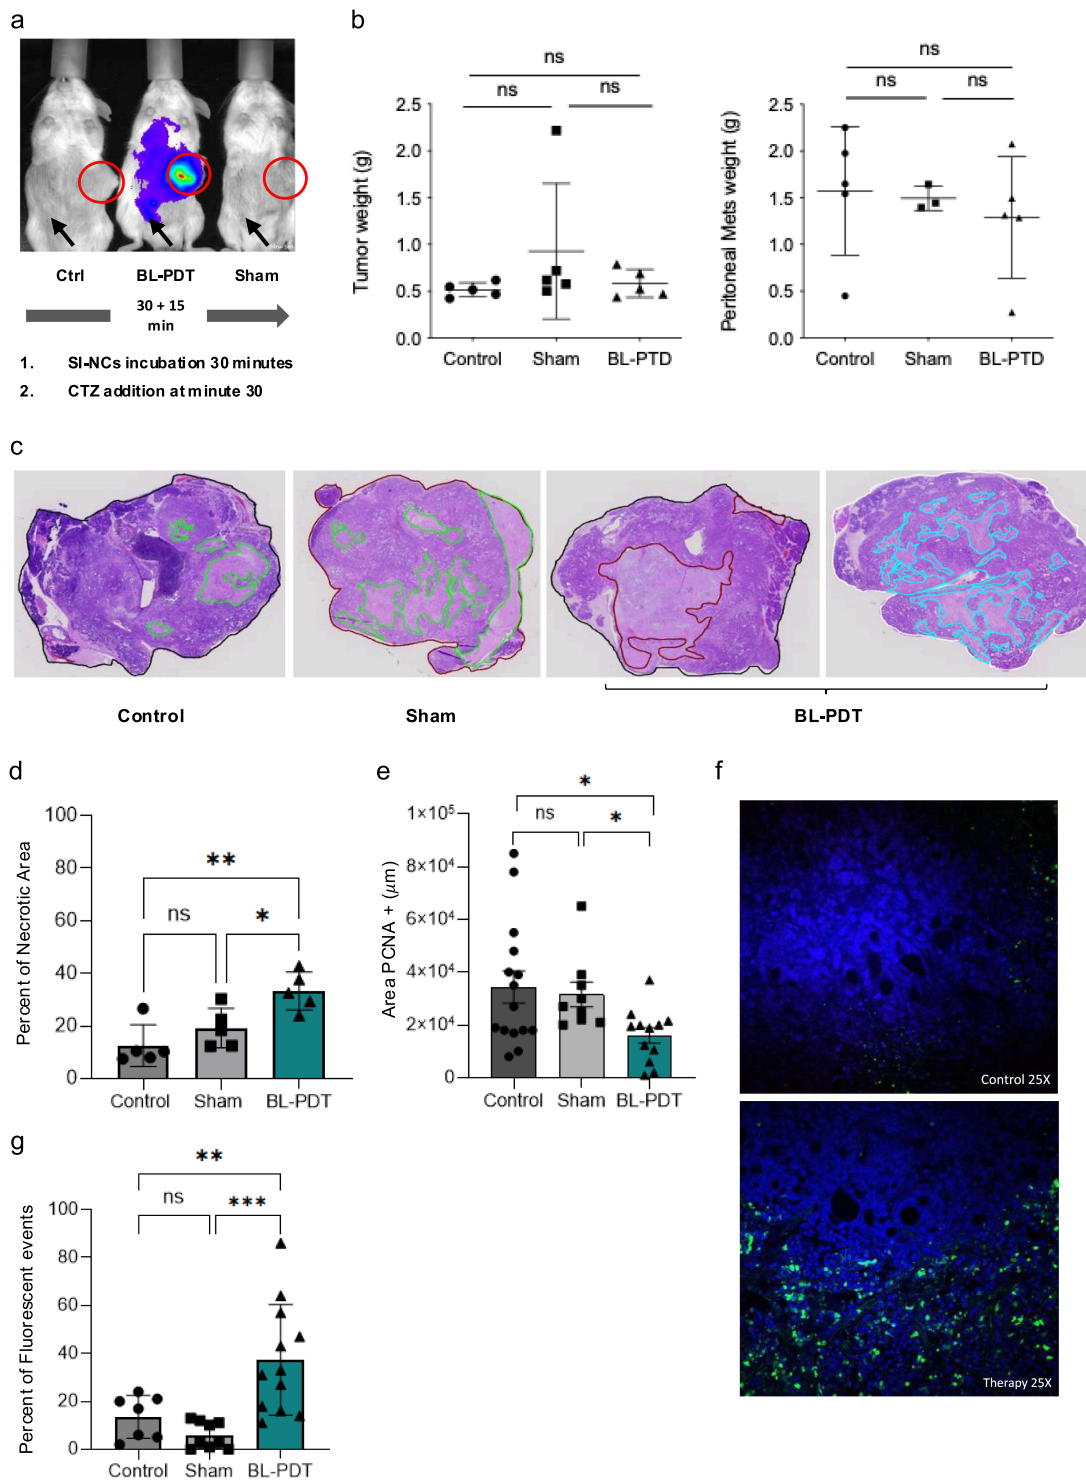 a
Ctrl BL-PDT Sham
30 + 15
min
1. SI-NCs incubation 30 minutes
2. CTZ addition at minute 30
b
ns
ns ns
Tumor weight (g)
2.5
2.0
1.5
1.0
0.5
0.0
Control Sham BL-PTD
ns
ns ns
Peritoneal Mets weight (g)
2.5
2.0
1.5
1.0
0.5
0.0
Control Sham BL-PTD
c
Control Sham BL-PDT
d
Percent of Necrotic Area
100
80
60
40
20
0
**
ns *
Control Sham BL-PDT
e
Area PCNA + (μm)
1×10⁵
8×10⁴
6×10⁴
4×10⁴
2×10⁴
0
*
ns *
Control Sham BL-PDT
f
Control 25X
Therapy 25X
g
Percent of Fluorescent events
100
80
60
40
20
0
**
ns ***
Control Sham BL-PDT